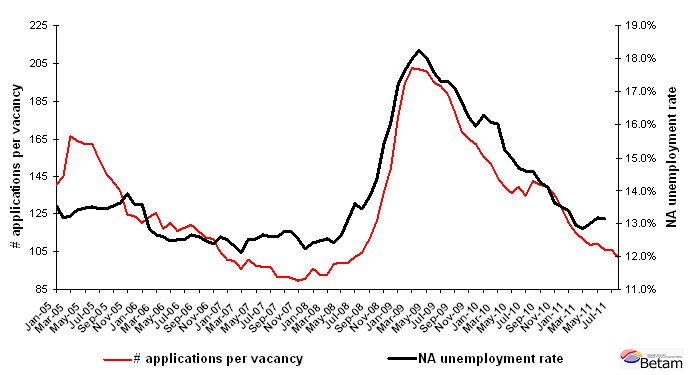 225
205
185
165
145
125
105
85
# applications per vacancy
19.0%
18.0%
17.0%
16.0%
15.0%
14.0%
13.0%
12.0%
11.0%
NA unemployment rate
Jan-05
Mar-05
May-05
Jul-05
Sep-05
Nov-05
Jan-06
Mar-06
May-06
Jul-06
Sep-06
Nov-06
Jan-07
Mar-07
May-07
Jul-07
Sep-07
Nov-07
Jan-08
Mar-08
May-08
Jul-08
Sep-08
Nov-08
Jan-09
Mar-09
May-09
Jul-09
Sep-09
Nov-09
Jan-10
Mar-10
May-10
Jul-10
Sep-10
Nov-10
Jan-11
Mar-11
May-11
Jul-11
# applications per vacancy
NA unemployment rate
Betam